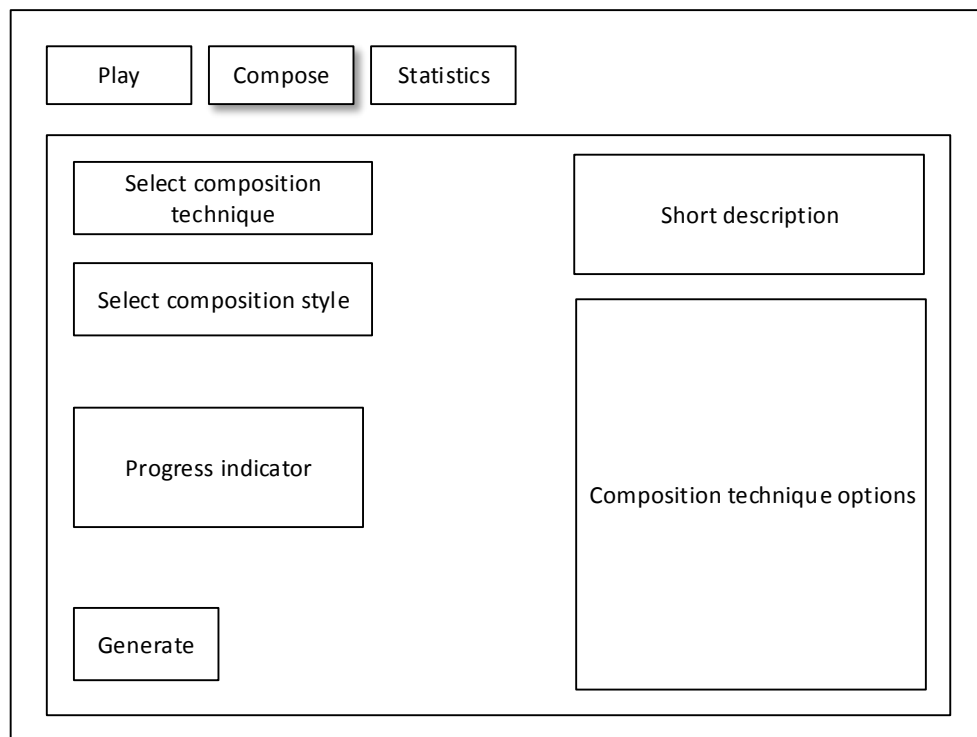 Play
Compose
Statistics
Select composition
technique
Short description
Select composition style
Progress indicator
Composition technique options
Generate